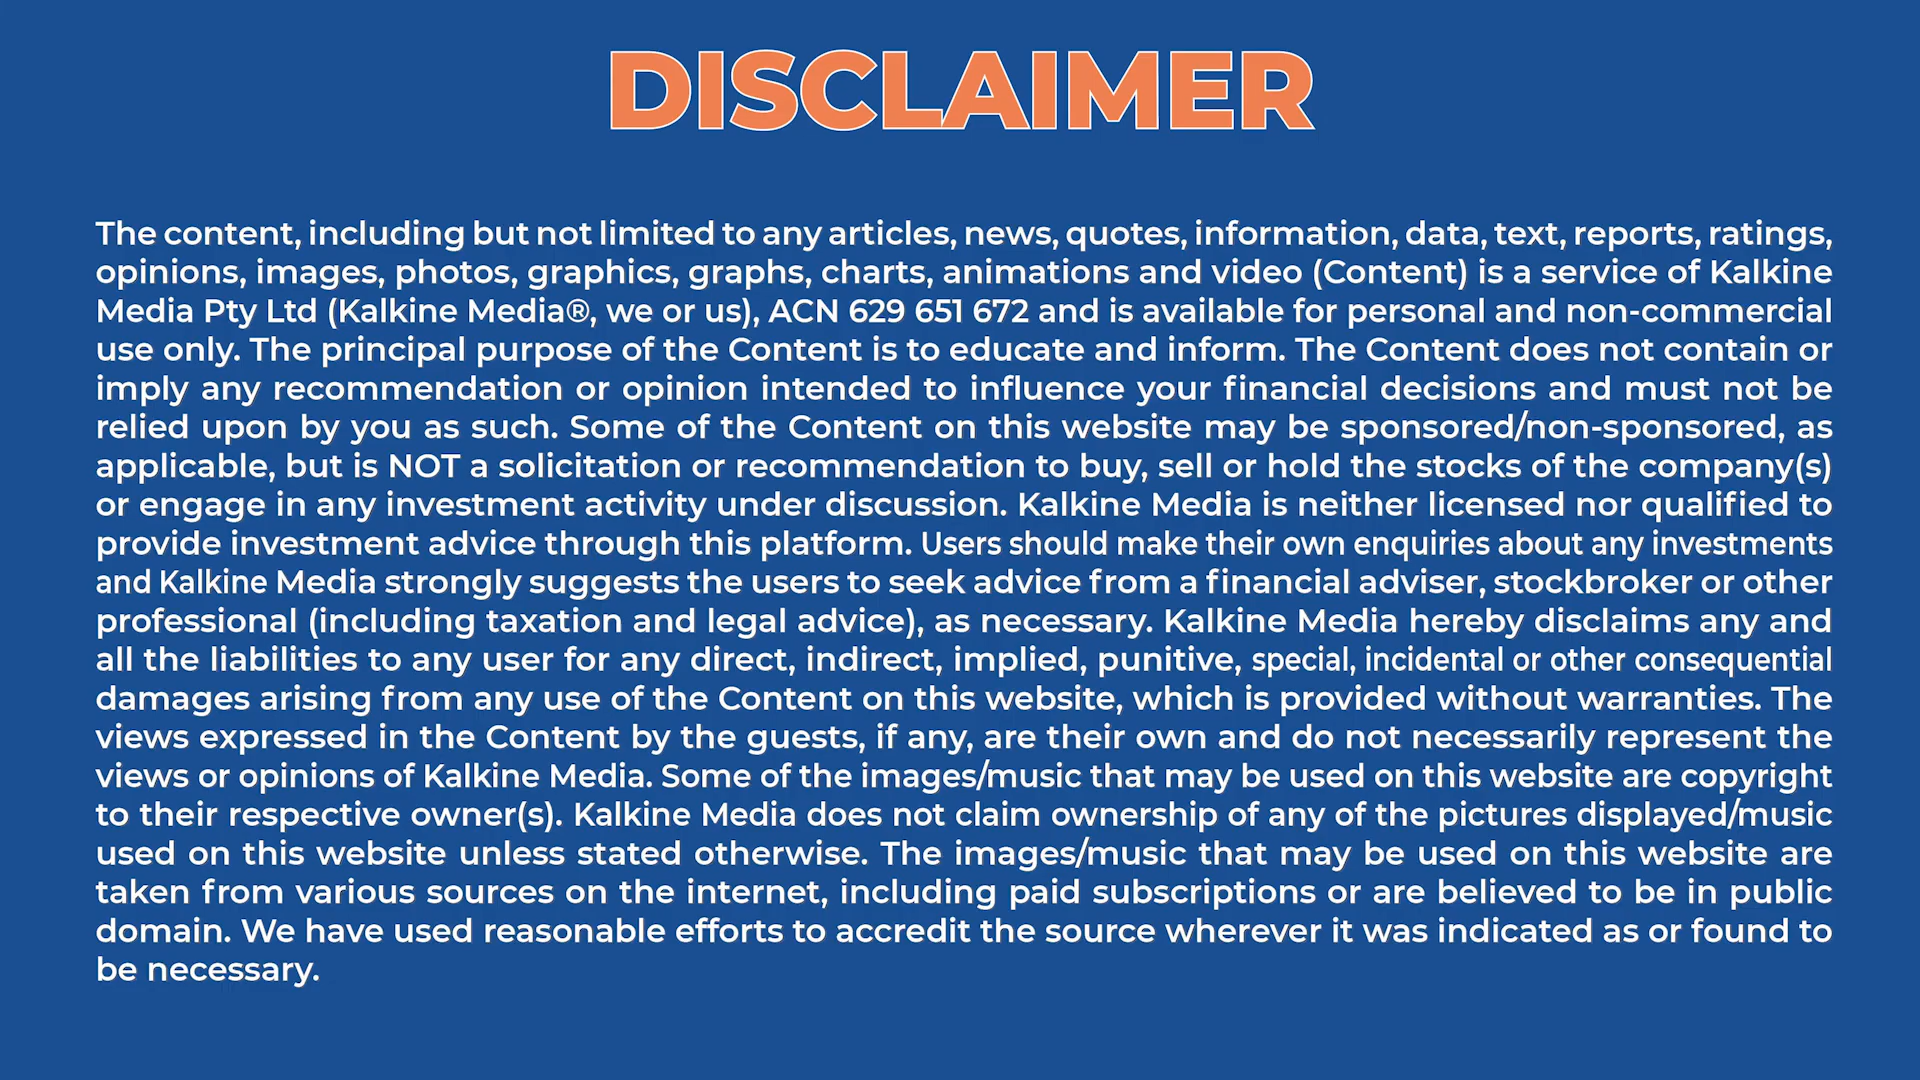 DISCLAIMER
The content, including but not limited to any articles, news, quotes, information, data, text, reports, ratings,
opinions, images, photos, graphics, graphs, charts, animations and video (Content) is a service of Kalkine
Media Pty Ltd (Kalkine Media®, we or us), ACN 629 651 672 and is available for personal and non-commercial
use only. The principal purpose of the Content is to educate and inform. The Content does not contain or
imply any recommendation or opinion intended to influence your financial decisions and must not be
relied upon by you as such. Some of the Content on this website may be sponsored/non-sponsored, as
applicable, but is NOT a solicitation or recommendation to buy, sell or hold the stocks of the company(s)
or engage in any investment activity under discussion. Kalkine Media is neither licensed nor qualified to
provide investment advice through this platform. Users should make their own enquiries about any investments
and Kalkine Media strongly suggests the users to seek advice from a financial adviser, stockbroker or other
professional (including taxation and legal advice), as necessary. Kalkine Media hereby disclaims any and
all the liabilities to any user for any direct, indirect, implied, punitive, special, incidental or other consequential
damages arising from any use of the Content on this website, which is provided without warranties. The
views expressed in the Content by the guests, if any, are their own and do not necessarily represent the
views or opinions of Kalkine Media. Some of the images/music that may be used on this website are copyright
to their respective owner(s). Kalkine Media does not claim ownership of any of the pictures displayed/music
used on this website unless stated otherwise. The images/music that may be used on this website are
taken from various sources on the internet, including paid subscriptions or are believed to be in public
domain. We have used reasonable efforts to accredit the source wherever it was indicated as or found to
be necessary.